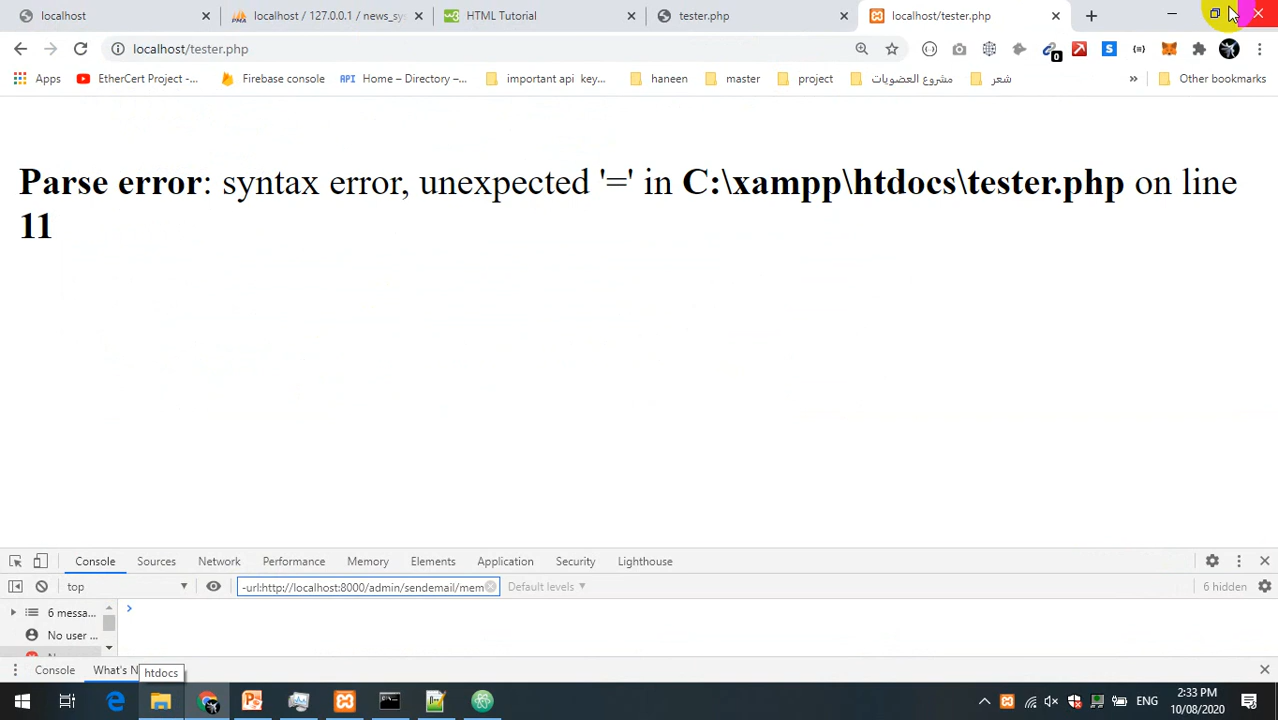 localhost
localhost / 127.0.0.1 / news_sy
HTML Tutorial
tester.php
localhost/tester.php
localhost/tester.php
Apps
EtherCert Project -...
Firebase console
API Home – Directory –...
important api key...
haneen
master
project
مشروع العضويات
شعر
»
Other bookmarks
Parse error: syntax error, unexpected '=' in C:\xampp\htdocs\tester.php on line
11
Console Sources Network Performance Memory Elements Application Security Lighthouse
top
-url:http://localhost:8000/admin/sendemail/mem
Default levels
6 hidden
6 messa...
No user ...
Console
What's N
htdocs
ENG
2:33 PM
10/08/2020